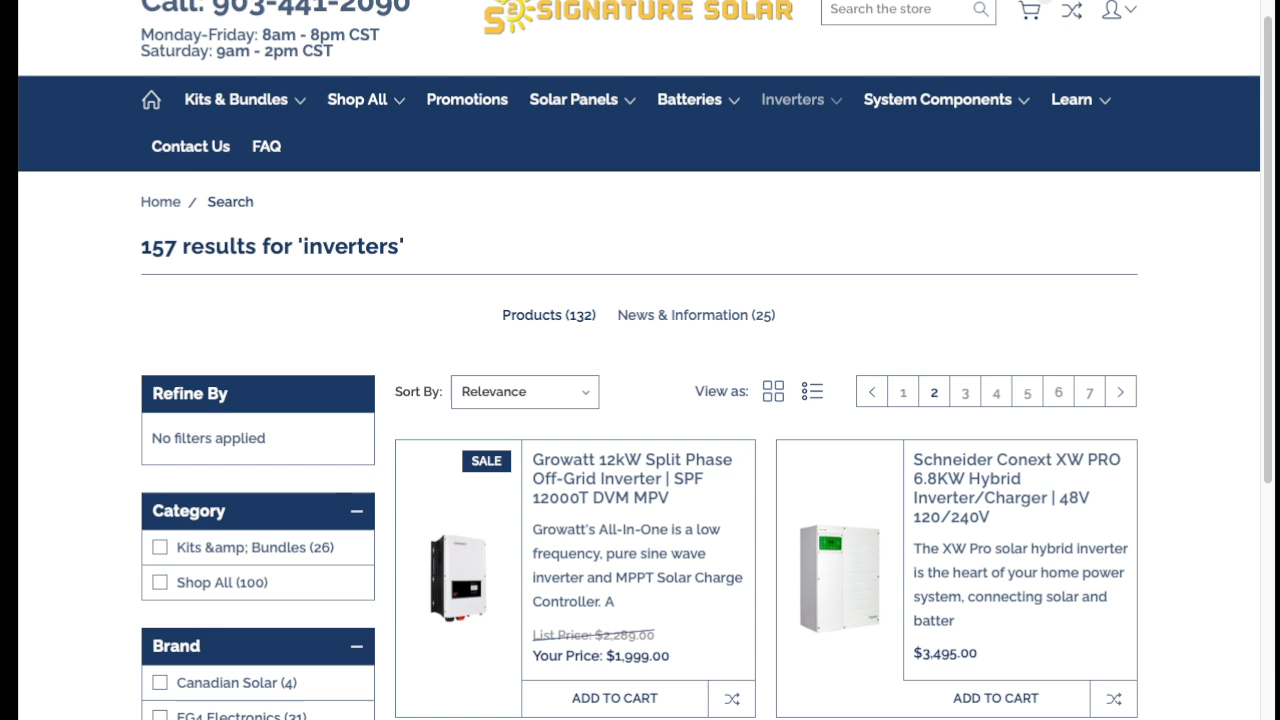 Call: 903-441-2090
Monday-Friday: 8am - 8pm CST
Saturday: 9am - 2pm CST
SIGNATURE SOLAR
Search the store
Kits & Bundles
Shop All
Promotions
Solar Panels
Batteries
Inverters
System Components
Learn
Contact Us
FAQ
Home / Search
157 results for 'inverters'
Products (132)
News & Information (25)
Refine By
No filters applied
Category
Kits &amp; Bundles (26)
Shop All (100)
Brand
Canadian Solar (4)
EG4 Electronics (21)
Sort By: Relevance
View as:
1 2 3 4 5 6 7
SALE
Growatt 12kW Split Phase
Off-Grid Inverter | SPF
12000T DVM MPV
Growatt's All-In-One is a low
frequency, pure sine wave
inverter and MPPT Solar Charge
Controller. A
List Price: $2,289.00
Your Price: $1,999.00
ADD TO CART
Schneider Conext XW PRO
6.8KW Hybrid
Inverter/Charger | 48V
120/240V
The XW Pro solar hybrid inverter
is the heart of your home power
system, connecting solar and
batter
$3,495.00
ADD TO CART